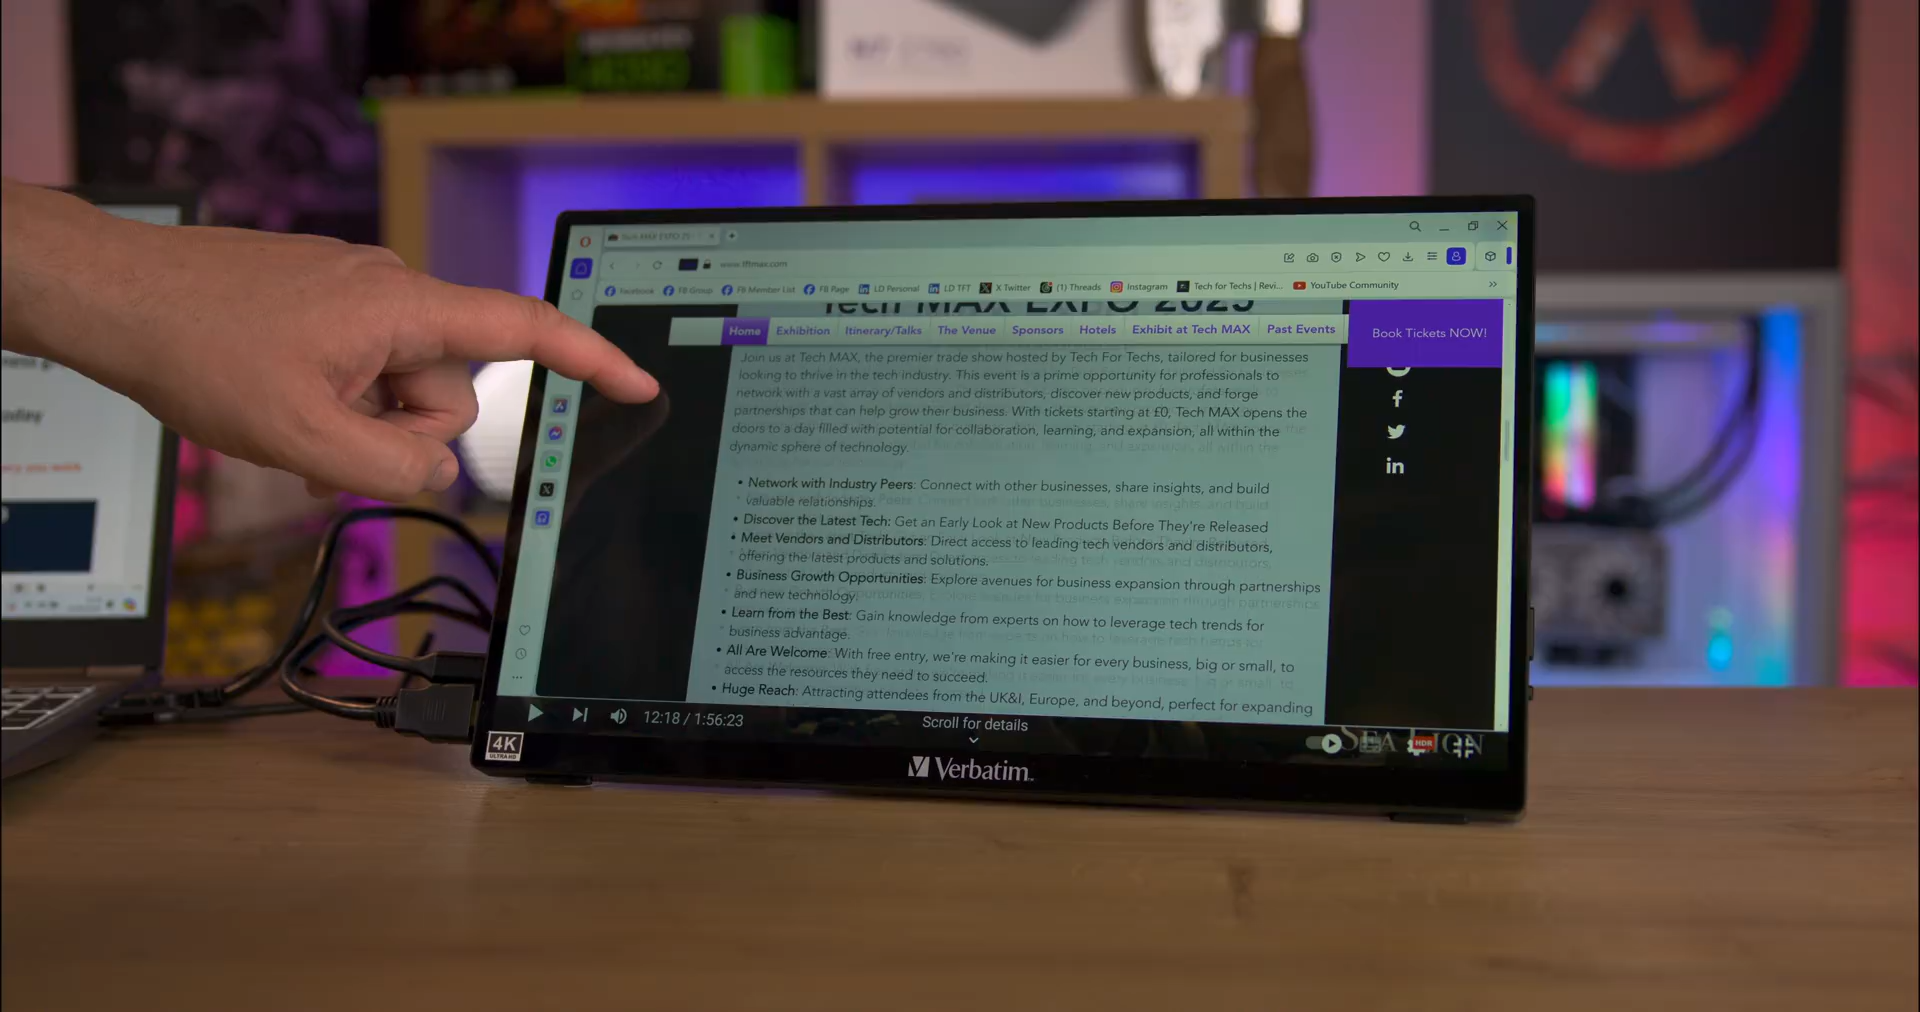 Tech MAX EXPO 25
www.tftmax.com
Facebook FB Group FB Member List FB Page LD Personal LD TFT X Twitter (1) Threads Instagram Tech for Techs | Revi... YouTube Community
Tech MAX EXPO 2025
Home Exhibition Itinerary/Talks The Venue Sponsors Hotels Exhibit at Tech MAX Past Events Book Tickets NOW!
Join us at Tech MAX, the premier trade show hosted by Tech For Techs, tailored for businesses
looking to thrive in the tech industry. This event is a prime opportunity for professionals to
network with a vast array of vendors and distributors, discover new products, and forge
partnerships that can help grow their business. With tickets starting at £0, Tech MAX opens the
doors to a day filled with potential for collaboration, learning, and expansion, all within the
dynamic sphere of technology.
• Network with Industry Peers: Connect with other businesses, share insights, and build
valuable relationships.
• Discover the Latest Tech: Get an Early Look at New Products Before They're Released
• Meet Vendors and Distributors: Direct access to leading tech vendors and distributors,
offering the latest products and solutions.
• Business Growth Opportunities: Explore avenues for business expansion through partnerships
and new technology.
• Learn from the Best: Gain knowledge from experts on how to leverage tech trends for
business advantage.
• All Are Welcome: With free entry, we're making it easier for every business, big or small, to
access the resources they need to succeed.
• Huge Reach: Attracting attendees from the UK&I, Europe, and beyond, perfect for expanding
12:18 / 1:56:23
Scroll for details
SEA LION
HDR
4K
ULTRA HD
Verbatim